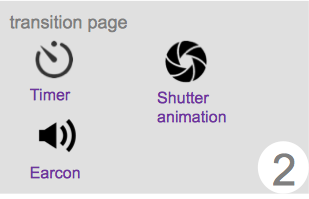 transition page
Timer
Shutter
animation
Earcon
2